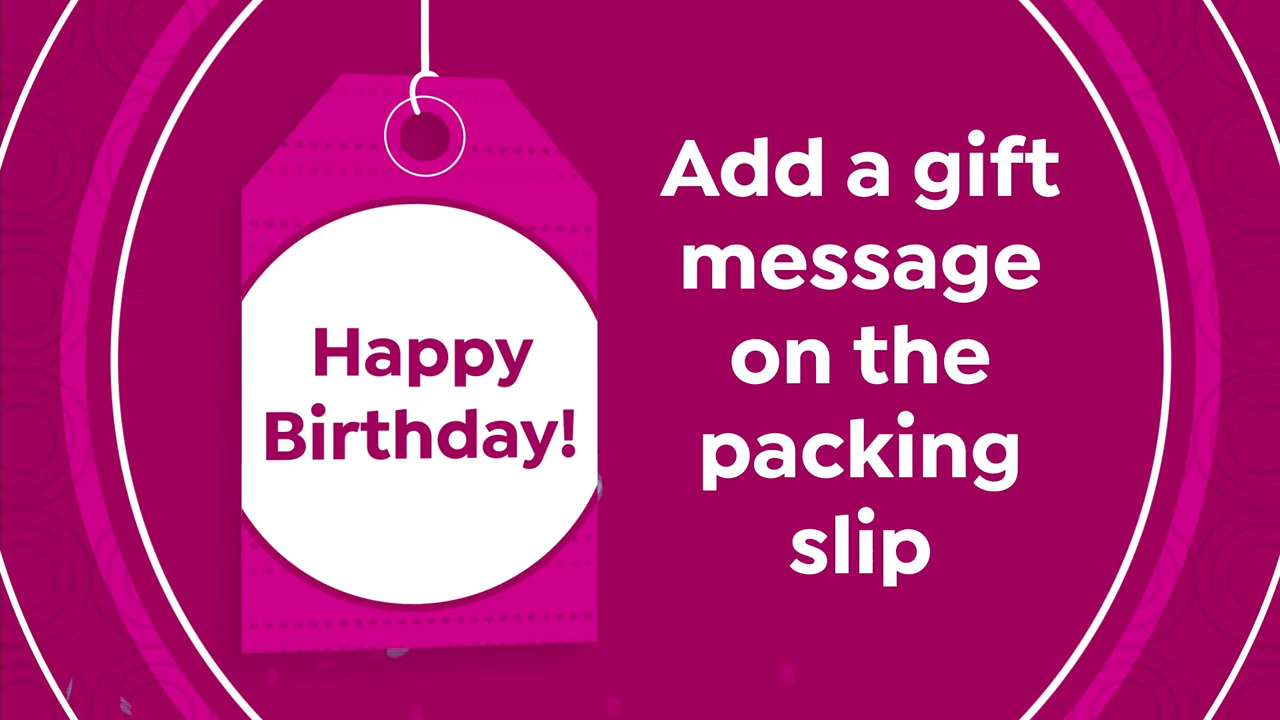 Happy
Birthday!
Add a gift
message
on the
packing
slip